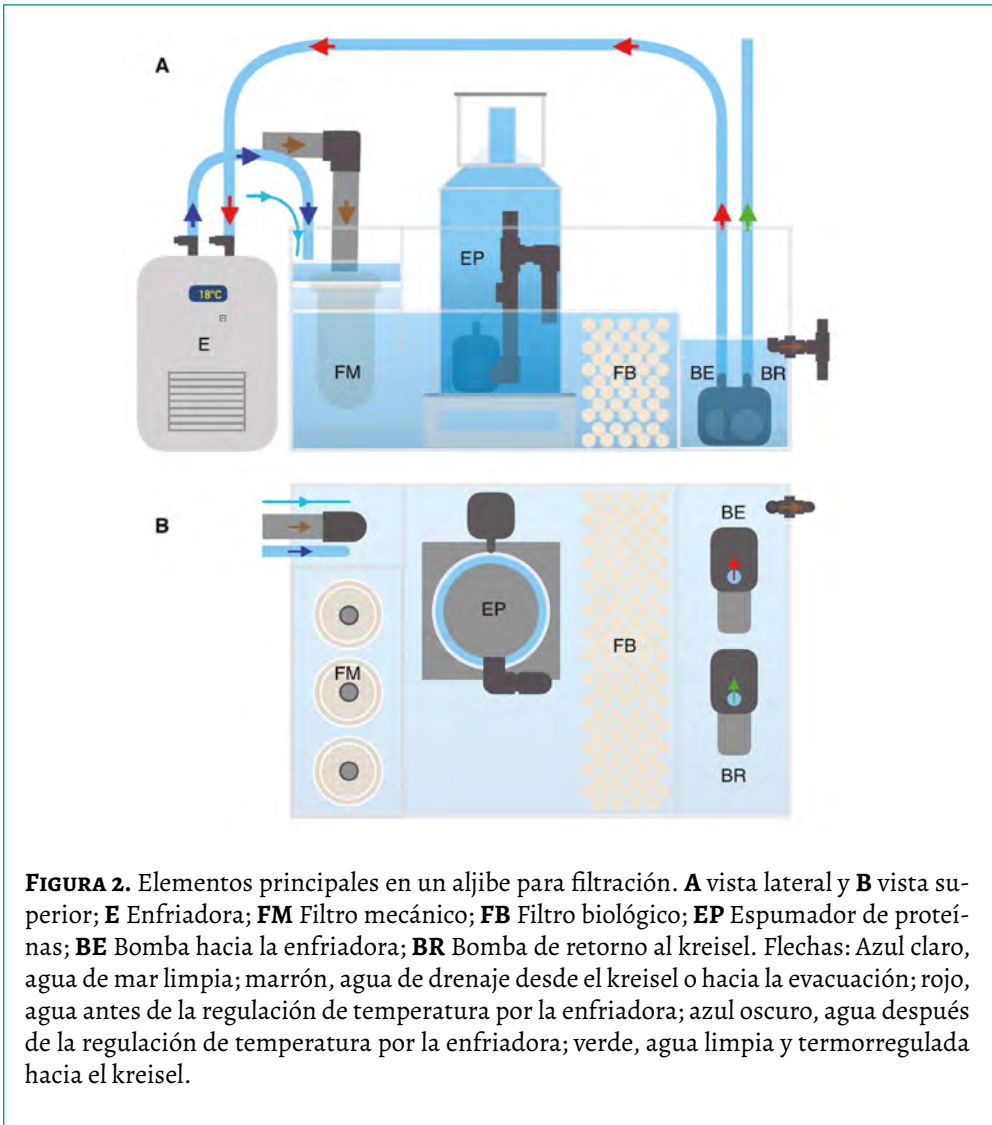 A
18°C
E
EP
FM
FB
BE
BR
B
BE
EP
FM
FB
BR
FIGURA 2. Elementos principales en un aljibe para filtración. A vista lateral y B vista su-
perior; E Enfriadora; FM Filtro mecánico; FB Filtro biológico; EP Espumador de proteí-
nas; BE Bomba hacia la enfriadora; BR Bomba de retorno al kreisel. Flechas: Azul claro,
agua de mar limpia; marrón, agua de drenaje desde el kreisel o hacia la evacuación; rojo,
agua antes de la regulación de temperatura por la enfriadora; azul oscuro, agua después
de la regulación de temperatura por la enfriadora; verde, agua limpia y termorregulada
hacia el kreisel.